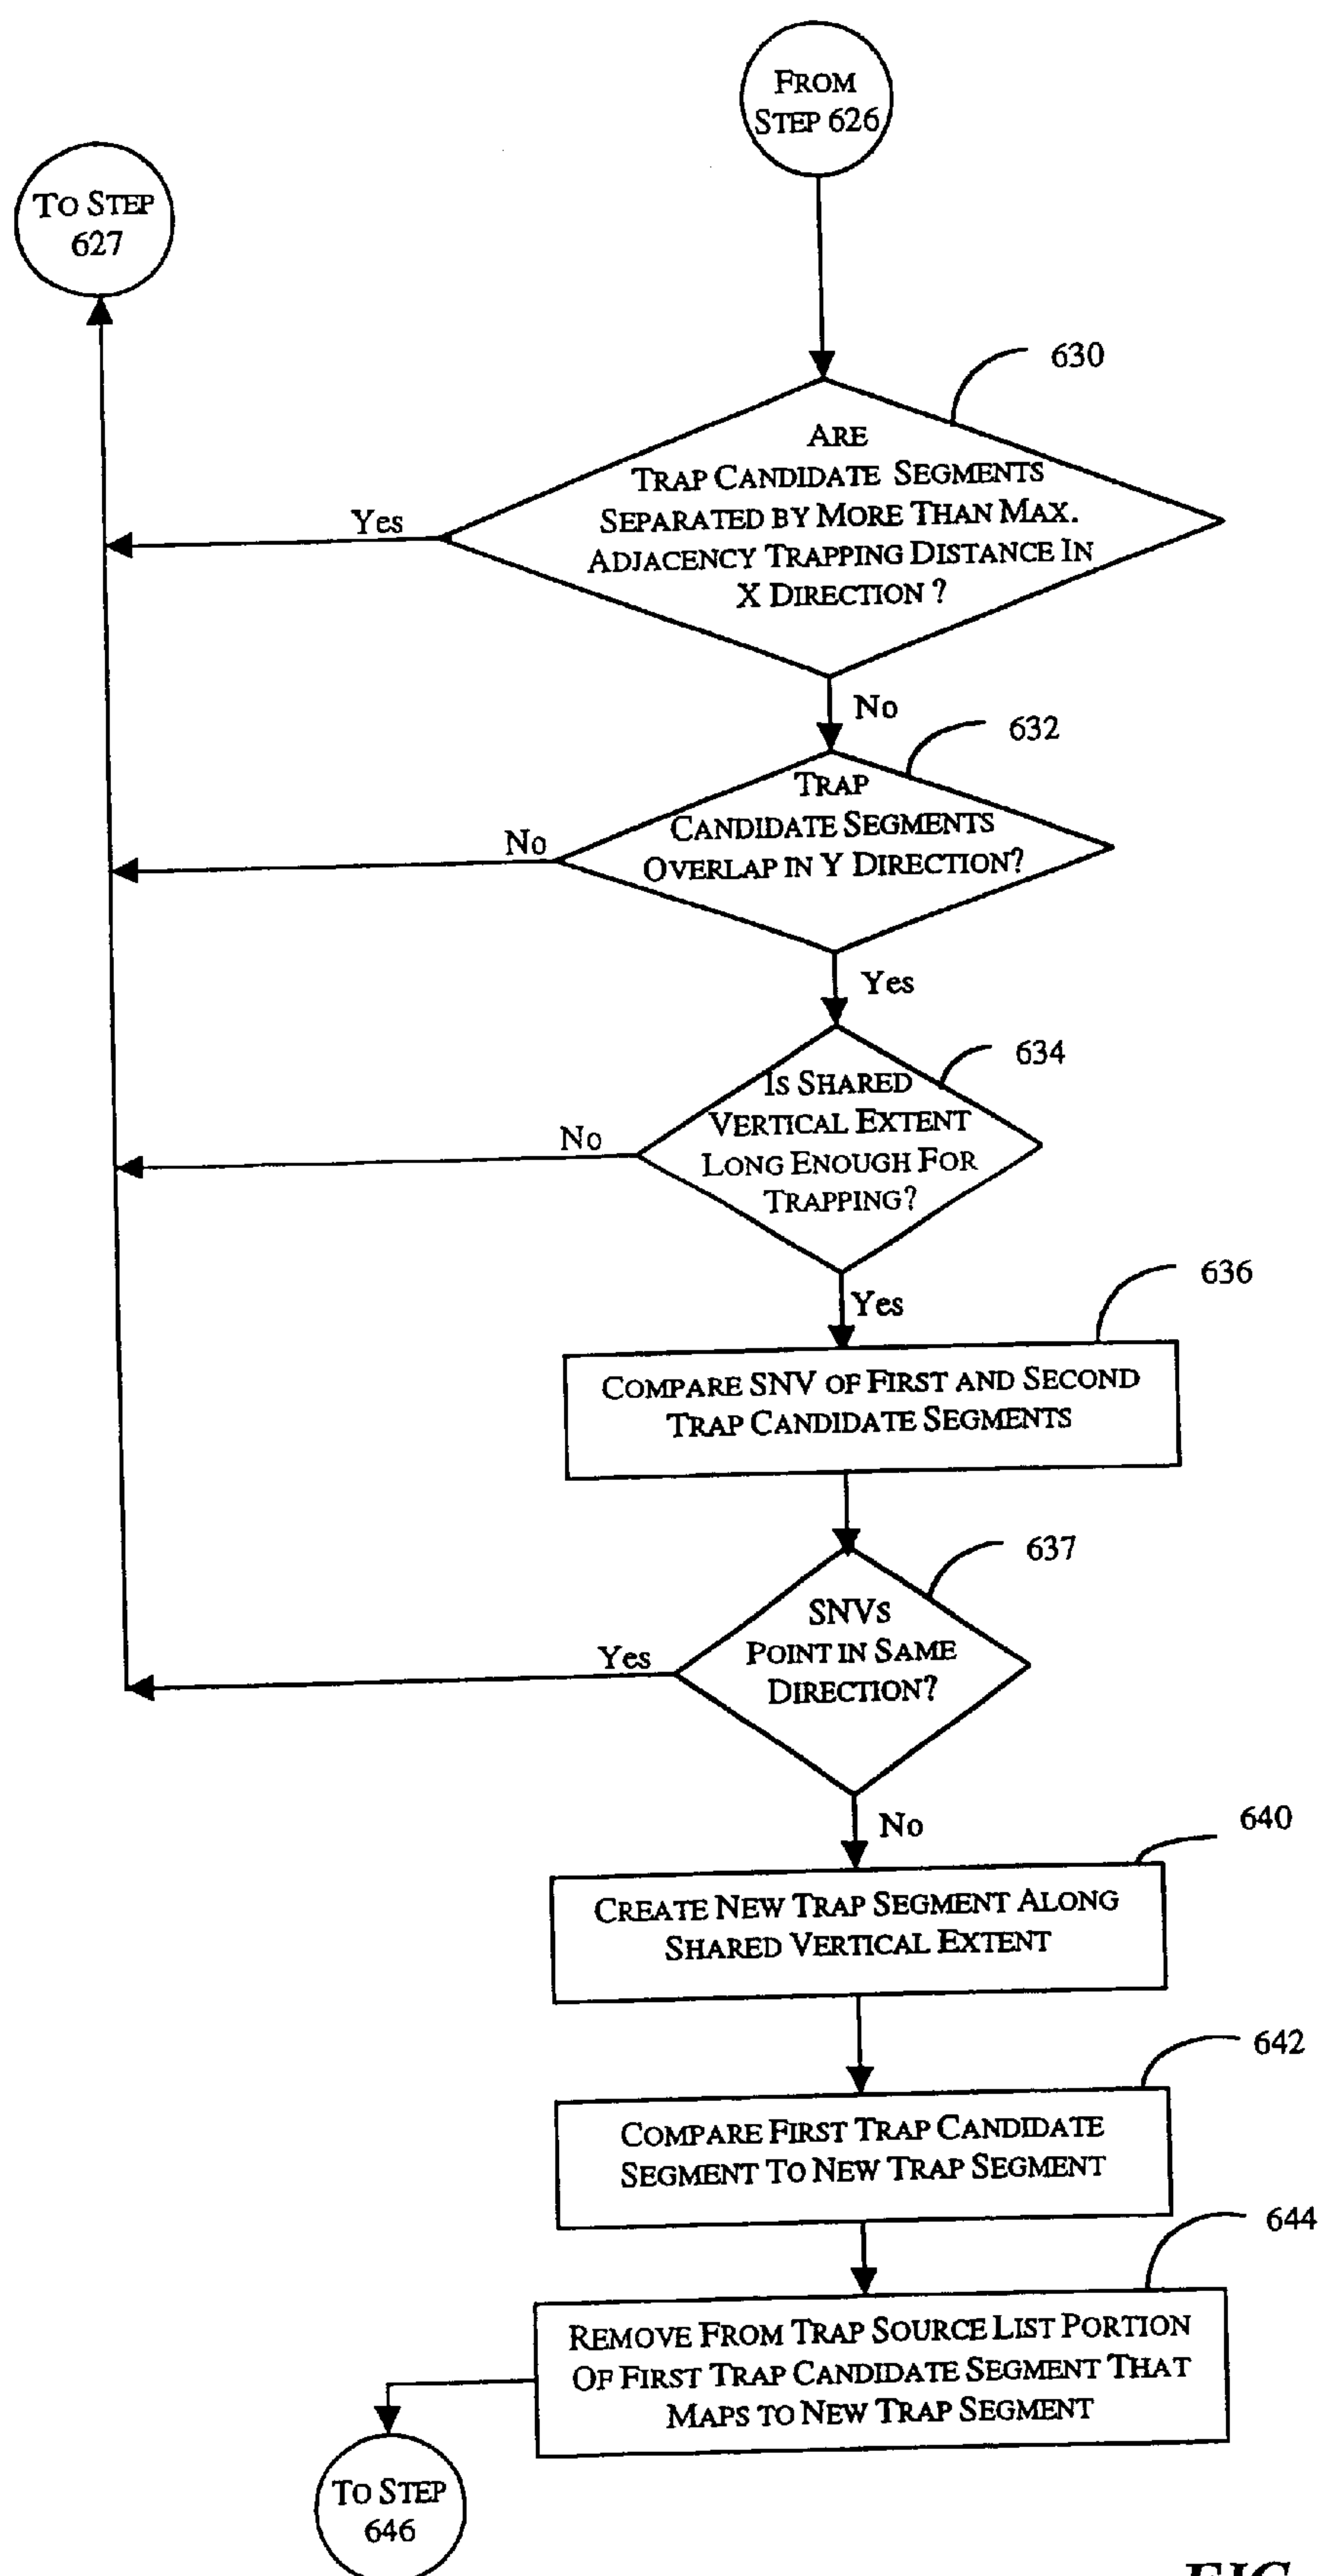 FROM
STEP 626
TO STEP
627
630
ARE
TRAP CANDIDATE SEGMENTS
SEPARATED BY MORE THAN MAX.
ADJACENCY TRAPPING DISTANCE IN
X DIRECTION ?
Yes
No
632
TRAP
CANDIDATE SEGMENTS
OVERLAP IN Y DIRECTION?
No
Yes
634
IS SHARED
VERTICAL EXTENT
LONG ENOUGH FOR
TRAPPING?
No
Yes
636
COMPARE SNV OF FIRST AND SECOND
TRAP CANDIDATE SEGMENTS
637
SNVS
POINT IN SAME
DIRECTION?
Yes
No
640
CREATE NEW TRAP SEGMENT ALONG
SHARED VERTICAL EXTENT
642
COMPARE FIRST TRAP CANDIDATE
SEGMENT TO NEW TRAP SEGMENT
644
REMOVE FROM TRAP SOURCE LIST PORTION
OF FIRST TRAP CANDIDATE SEGMENT THAT
MAPS TO NEW TRAP SEGMENT
TO STEP
646